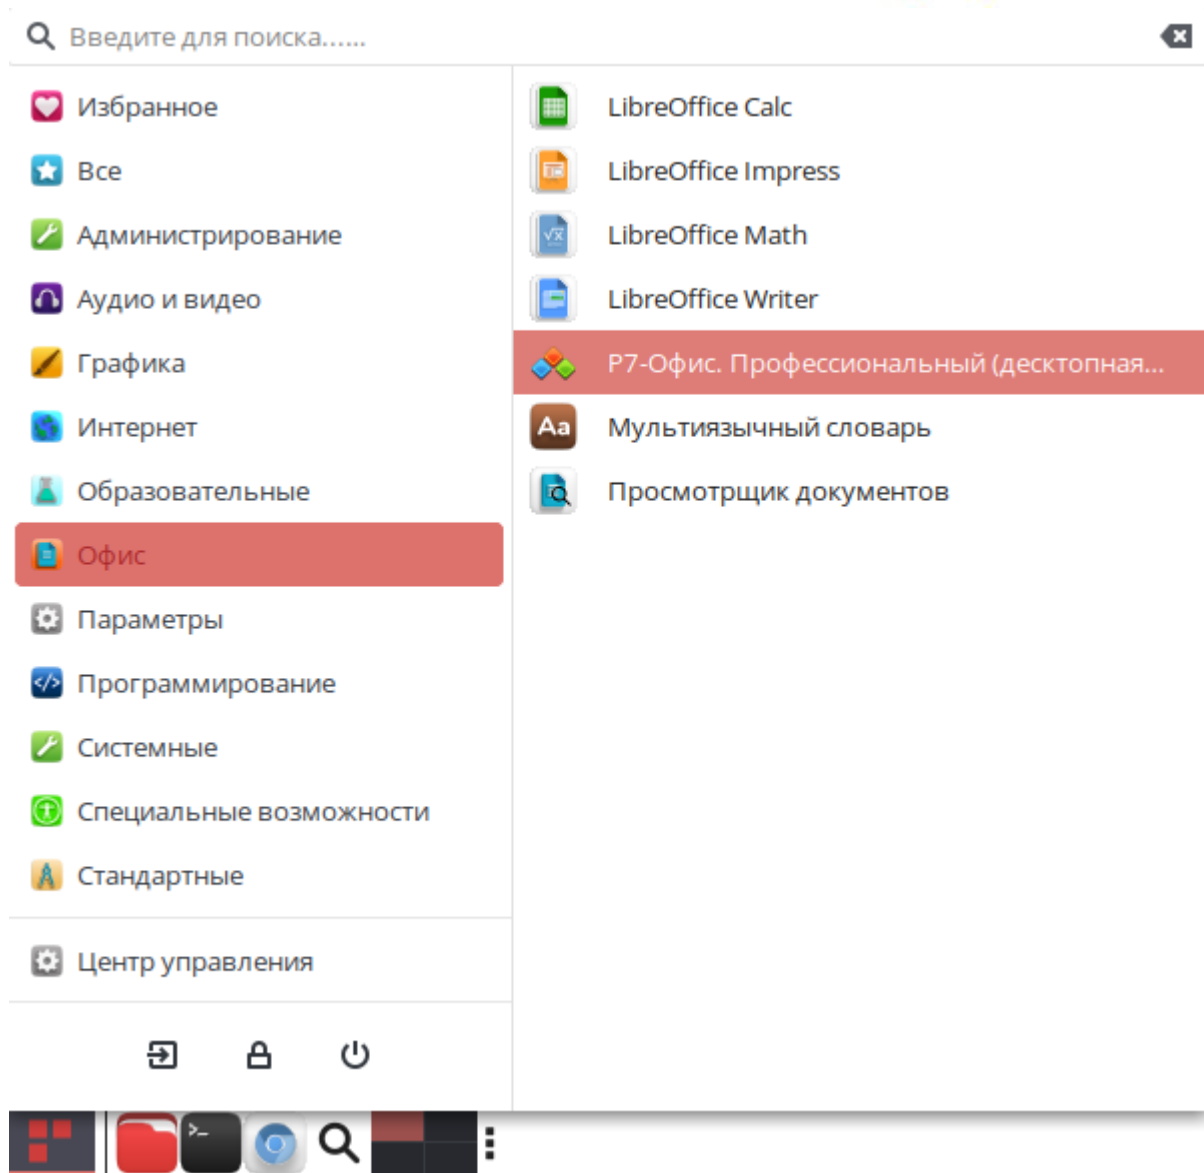 Введите для поиска......
Избранное
Все
Администрирование
Аудио и видео
Графика
Интернет
Образовательные
Офис
Параметры
Программирование
Системные
Специальные возможности
Стандартные
Центр управления
LibreOffice Calc
LibreOffice Impress
LibreOffice Math
LibreOffice Writer
Р7-Офис. Профессиональный (десктопная...
Aa
Мультиязычный словарь
Просмотрщик документов